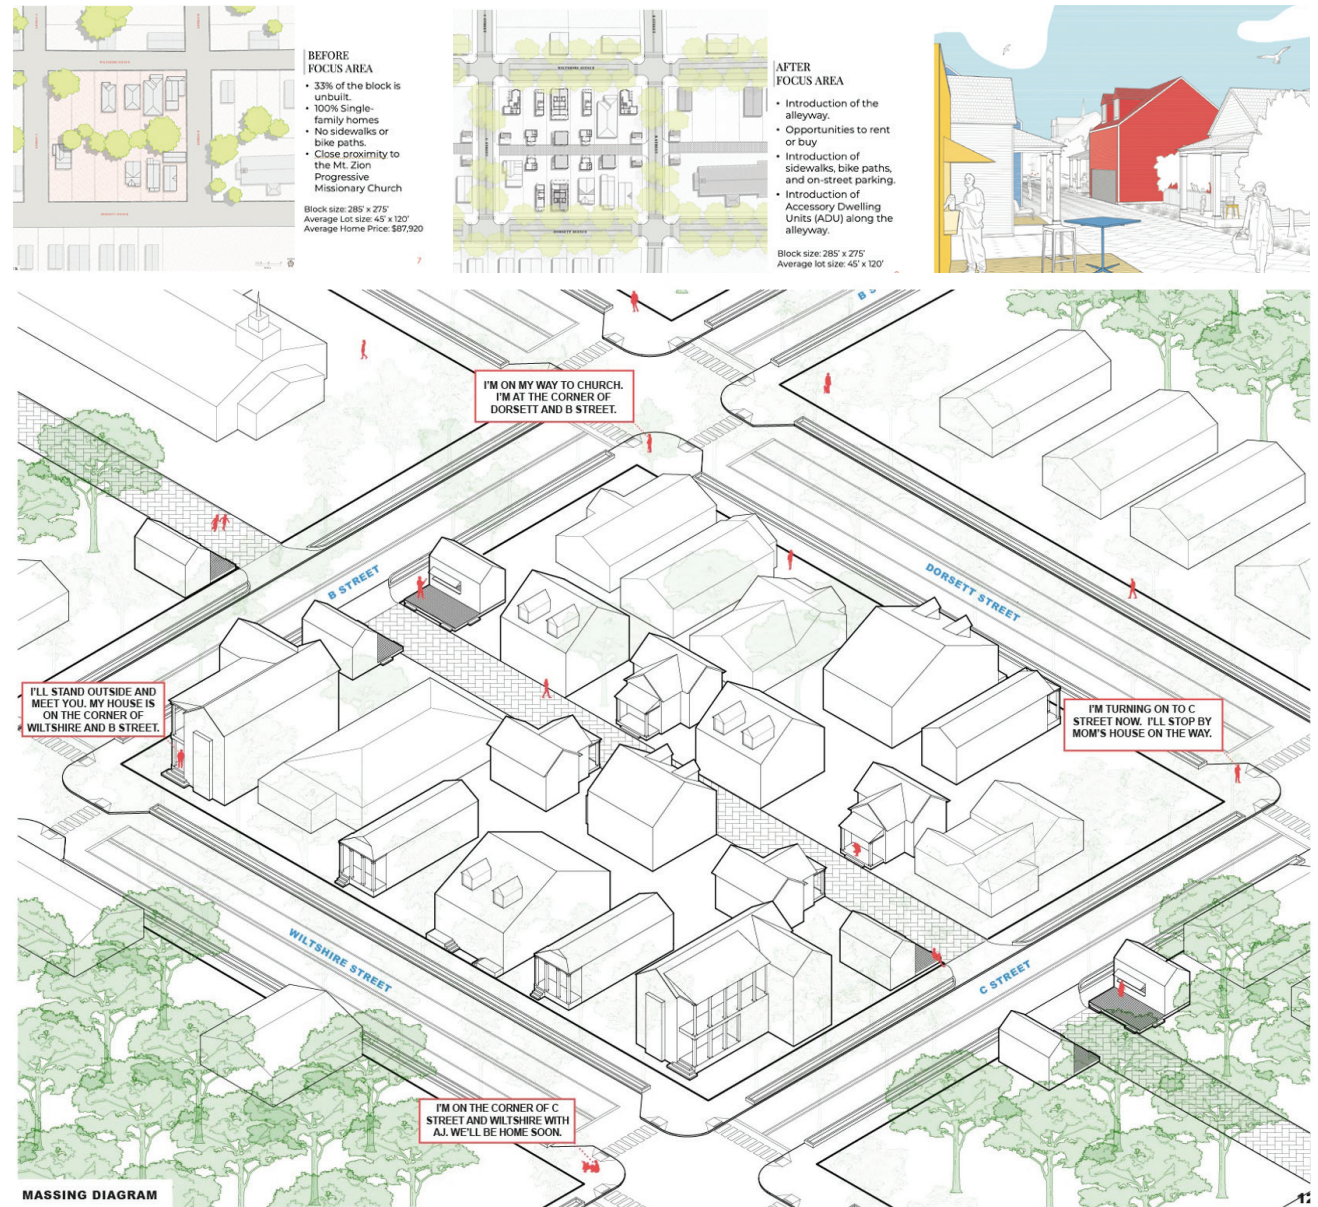 BEFORE
FOCUS AREA
• 33% of the block is
unbuilt.
• 100% Single-
family homes
• No sidewalks or
bike paths.
• Close proximity to
the Mt. Zion
Progressive
Missionary Church
Block size: 285' x 275'
Average Lot size: 45' x 120'
Average Home Price: $87,920
AFTER
FOCUS AREA
• Introduction of the
alleyway.
• Opportunities to rent
or buy
• Introduction of
sidewalks, bike paths,
and on-street parking.
• Introduction of
Accessory Dwelling
Units (ADU) along the
alleyway.
Block size: 285' x 275'
Average lot size: 45' x 120'
B S
I'M ON MY WAY TO CHURCH.
I'M AT THE CORNER OF
DORSETT AND B STREET.
B STREET
DORSETT STREET
I'LL STAND OUTSIDE AND
MEET YOU. MY HOUSE IS
ON THE CORNER OF
WILTSHIRE AND B STREET.
I'M TURNING ON TO C
STREET NOW. I'LL STOP BY
MOM'S HOUSE ON THE WAY.
WILTSHIRE STREET
C STREET
I'M ON THE CORNER OF C
STREET AND WILTSHIRE WITH
AJ. WE'LL BE HOME SOON.
MASSING DIAGRAM
12